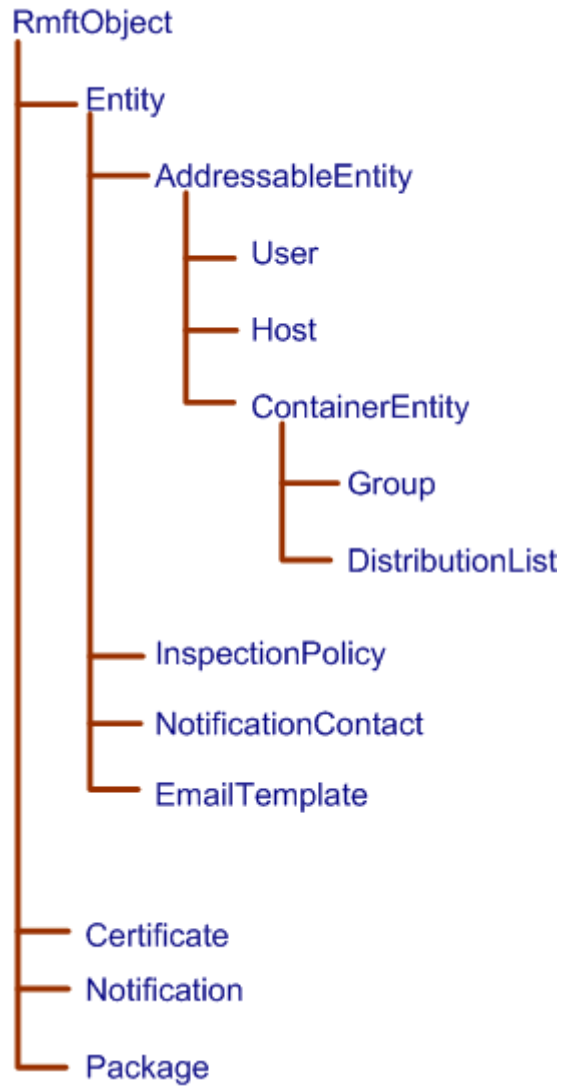 RmftObject
Entity
AddressableEntity
User
Host
ContainerEntity
Group
DistributionList
InspectionPolicy
NotificationContact
EmailTemplate
Certificate
Notification
Package